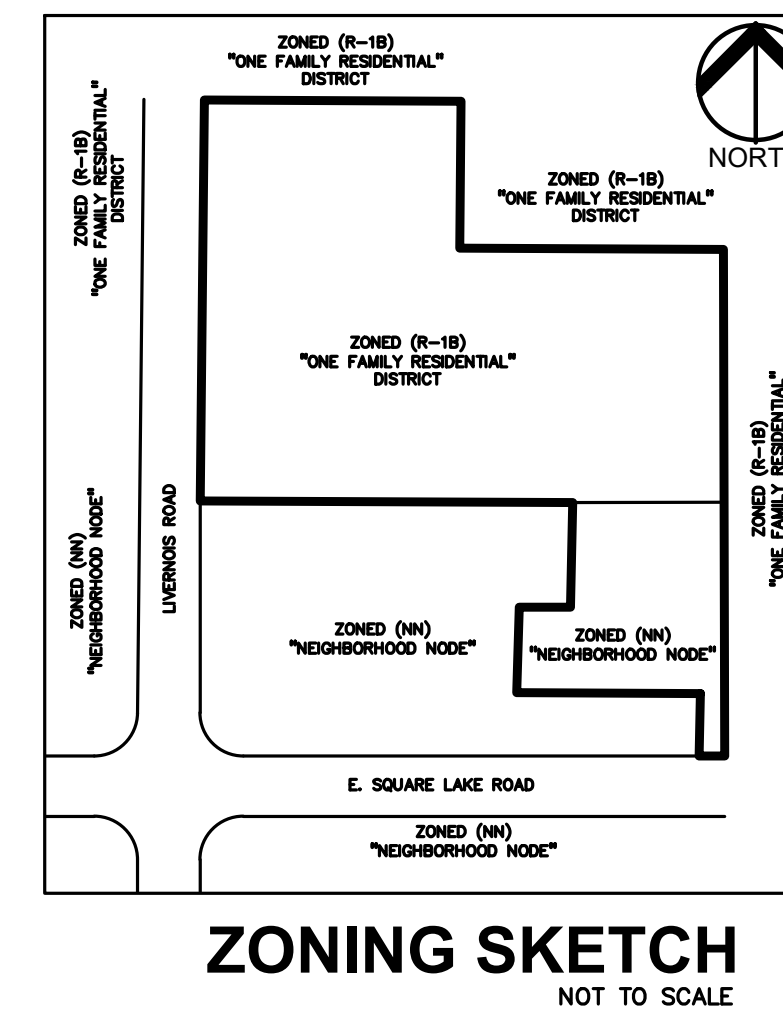 ZONED (R-1B)
"ONE FAMILY RESIDENTIAL"
DISTRICT
ZONED (R-1B)
"ONE FAMILY RESIDENTIAL"
DISTRICT
NORT
ZONED (R-1B)
"ONE FAMILY RESIDENTIAL"
DISTRICT
ZONED (R-1B)
"ONE FAMILY RESIDENTIAL"
DISTRICT
ZONED (R-1B)
"ONE FAMILY RESIDENTIAL"
ZONED (NN)
"NEIGHBORHOOD NODE"
LIVERNOIS ROAD
ZONED (NN)
"NEIGHBORHOOD NODE"
ZONED (NN)
"NEIGHBORHOOD NODE"
E. SQUARE LAKE ROAD
ZONED (NN)
"NEIGHBORHOOD NODE"
ZONING SKETCH
NOT TO SCALE